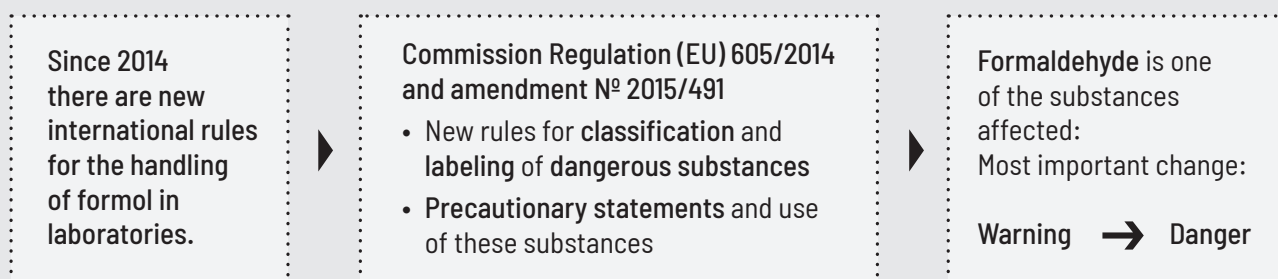 Since 2014
there are new
international rules
for the handling
of formol in
laboratories.
Commission Regulation (EU) 605/2014
and amendment Nº 2015/491
• New rules for classification and
labeling of dangerous substances
• Precautionary statements and use
of these substances
Formaldehyde is one
of the substances
affected:
Most important change:
Warning → Danger